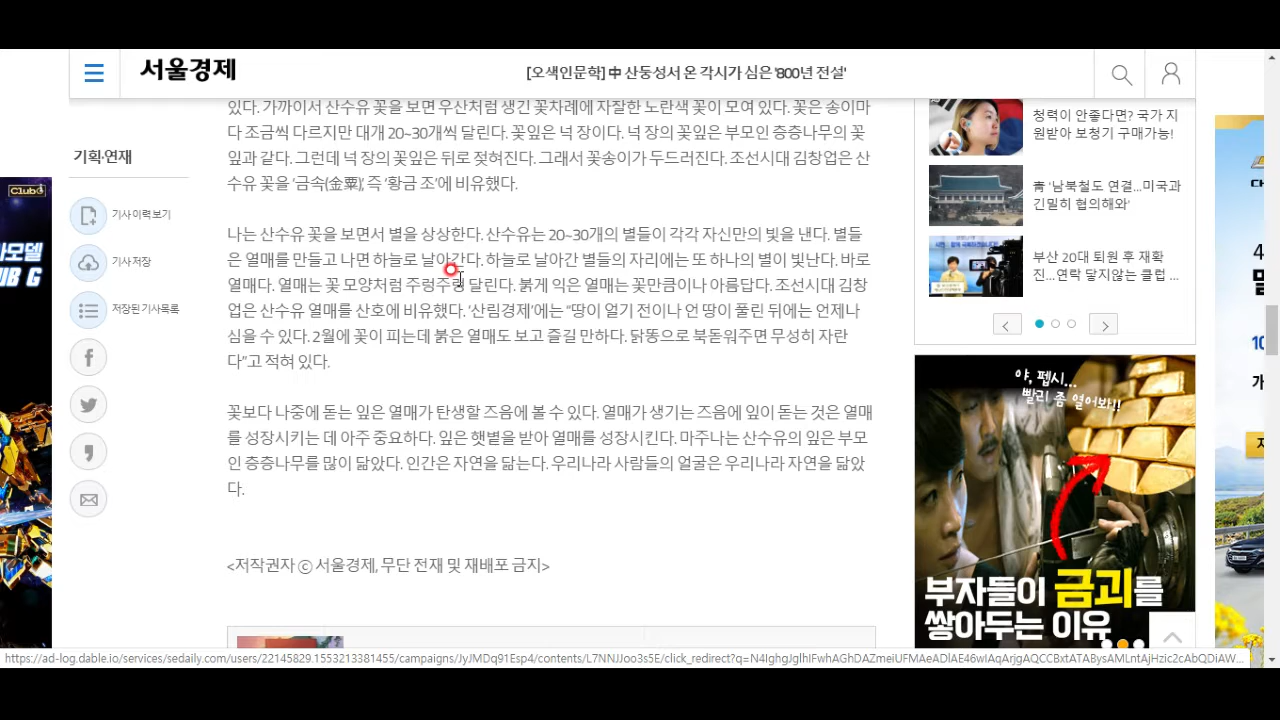 서울경제
[오색인문학] 中 산둥성서 온 각시가 심은 '800년 전설'
있다. 가까이서 산수유 꽃을 보면 우산처럼 생긴 꽃차례에 자잘한 노란색 꽃이 모여 있다. 꽃은 송이마
다 조금씩 다르지만 대개 20~30개씩 달린다. 꽃잎은 넉 장이다. 넉 장의 꽃잎은 부모인 층층나무의 꽃
잎과 같다. 그런데 넉 장의 꽃잎은 뒤로 젖혀진다. 그래서 꽃송이가 두드러진다. 조선시대 김창업은 산
수유 꽃을 '금속(金粟)', 즉 '황금 조'에 비유했다.
나는 산수유 꽃을 보면서 별을 상상한다. 산수유는 20~30개의 별들이 각각 자신만의 빛을 낸다. 별들
은 열매를 만들고 나면 하늘로 날아간다. 하늘로 날아간 별들의 자리에는 또 하나의 별이 빛난다. 바로
열매다. 열매는 꽃 모양처럼 주렁주렁 달린다. 붉게 익은 열매는 꽃만큼이나 아름답다. 조선시대 김창
업은 산수유 열매를 산호에 비유했다. '산림경제'에는 "땅이 얼기 전이나 언 땅이 풀린 뒤에는 언제나
심을 수 있다. 2월에 꽃이 피는데 붉은 열매도 보고 즐길 만하다. 닭똥으로 북돋워주면 무성히 자란
다"고 적혀 있다.
꽃보다 나중에 돋는 잎은 열매가 탄생할 즈음에 볼 수 있다. 열매가 생기는 즈음에 잎이 돋는 것은 열매
를 성장시키는 데 아주 중요하다. 잎은 햇볕을 받아 열매를 성장시킨다. 마주나는 산수유의 잎은 부모
인 층층나무를 많이 닮았다. 인간은 자연을 닮는다. 우리나라 사람들의 얼굴은 우리나라 자연을 닮았
다.
<저작권자 ⓒ 서울경제, 무단 전재 및 재배포 금지>
기획·연재
기사이력보기
기사저장
저장된기사목록
청력이 안좋다면? 국가 지
원받아 보청기 구매가능!
靑 '남북철도 연결...미국과
긴밀히 협의해와'
부산 20대 퇴원 후 재확
진...연락 닿지않는 클럽 ...
야, 펩시...
빨리 좀 열어봐!!
부자들이 금괴를
쌓아두는 이유
Club
모델
UB G